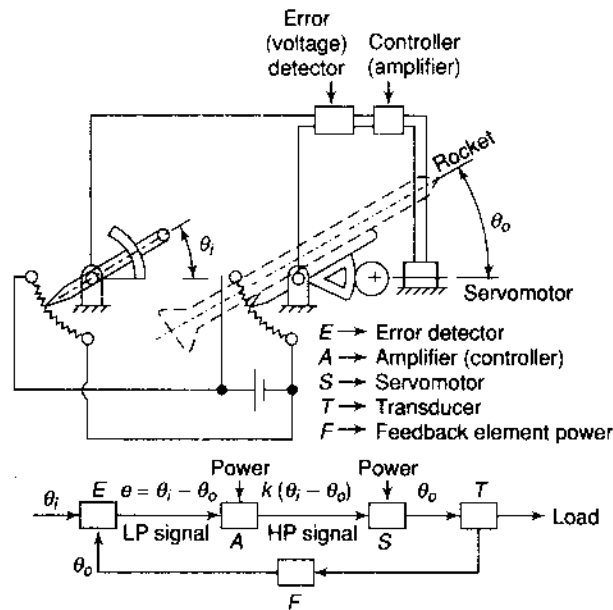 Error
(voltage)
detector
Controller
(amplifier)
Rocket
θo
θi
Servomotor
E → Error detector
A → Amplifier (controller)
S → Servomotor
T → Transducer
F → Feedback element power
Power
Power
θi
E
e = θi – θo
k (θi – θo)
θo
T
LP signal
A
HP signal
S
Load
θo
F